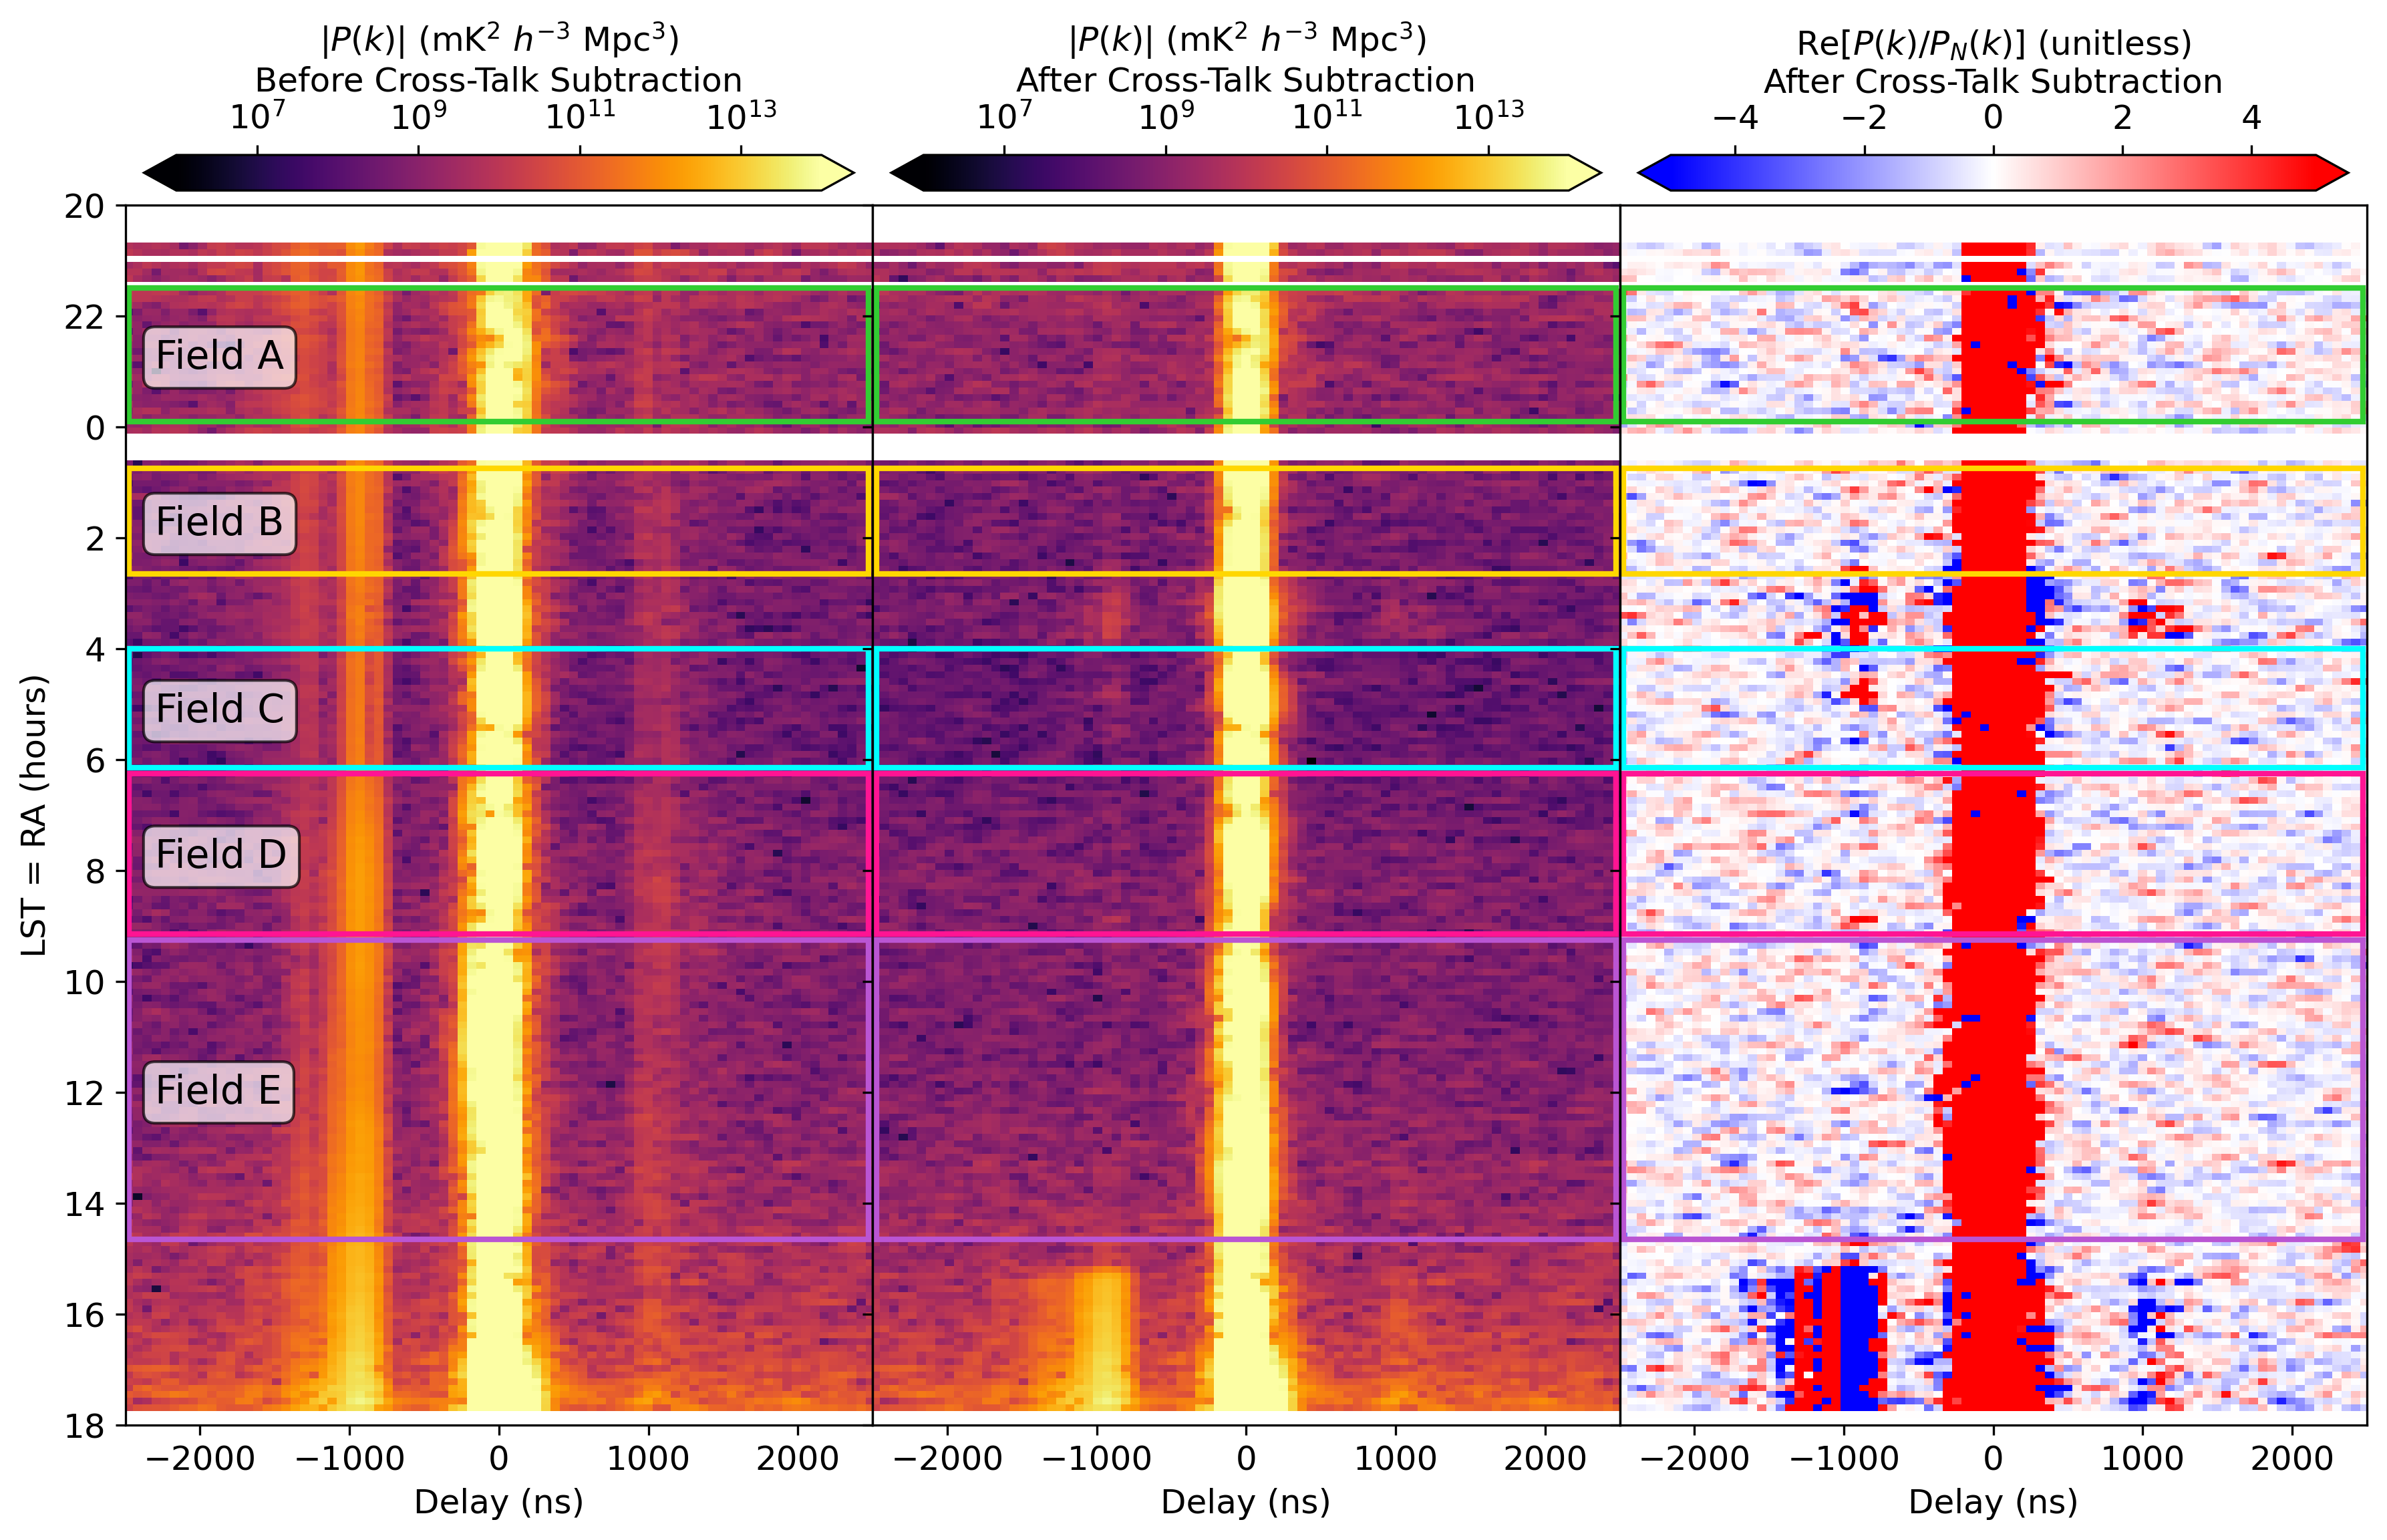 |P(k)| (mK² h⁻³ Mpc³)
Before Cross-Talk Subtraction
10⁷ 10⁹ 10¹¹ 10¹³
|P(k)| (mK² h⁻³ Mpc³)
After Cross-Talk Subtraction
10⁷ 10⁹ 10¹¹ 10¹³
Re[P(k)/P_N(k)] (unitless)
After Cross-Talk Subtraction
−4 −2 0 2 4
LST = RA (hours)
20
22
0
2
4
6
8
10
12
14
16
18
Field A
Field B
Field C
Field D
Field E
−2000 −1000 0 1000 2000
Delay (ns)
−2000 −1000 0 1000 2000
Delay (ns)
−2000 −1000 0 1000 2000
Delay (ns)